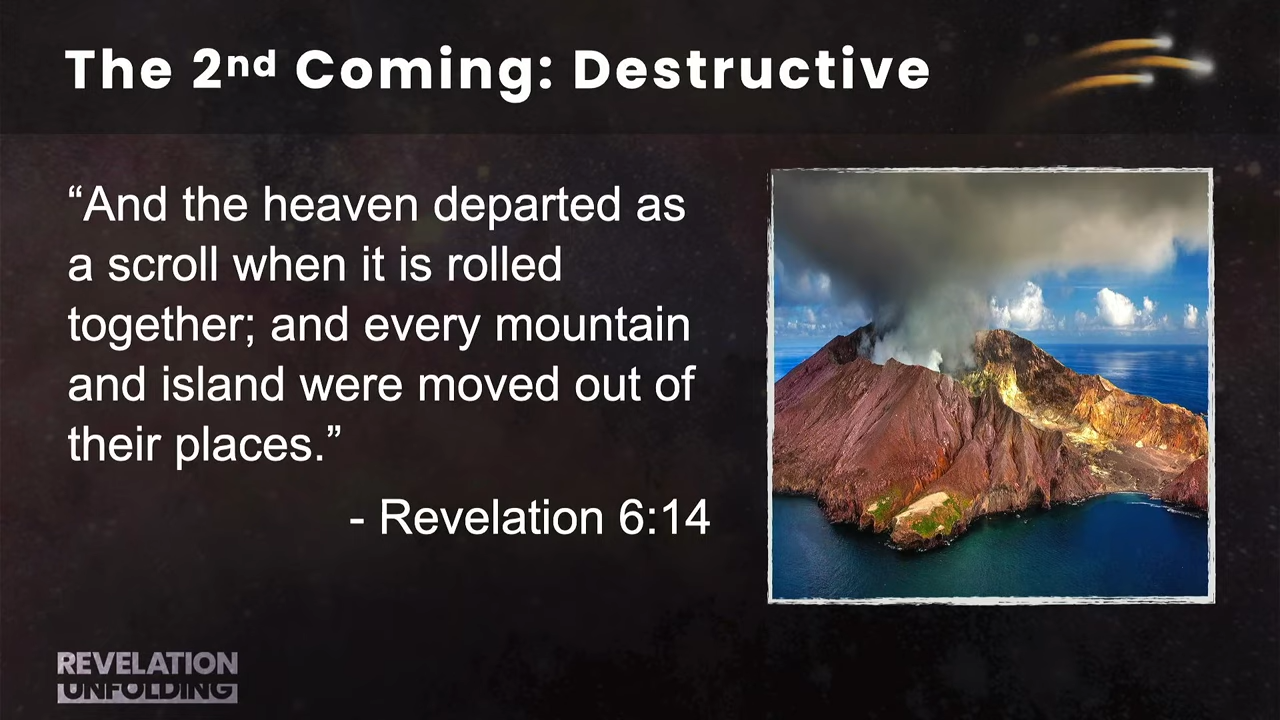 The 2nd Coming: Destructive
“And the heaven departed as
a scroll when it is rolled
together; and every mountain
and island were moved out of
their places.”
- Revelation 6:14
REVELATION
UNFOLDING